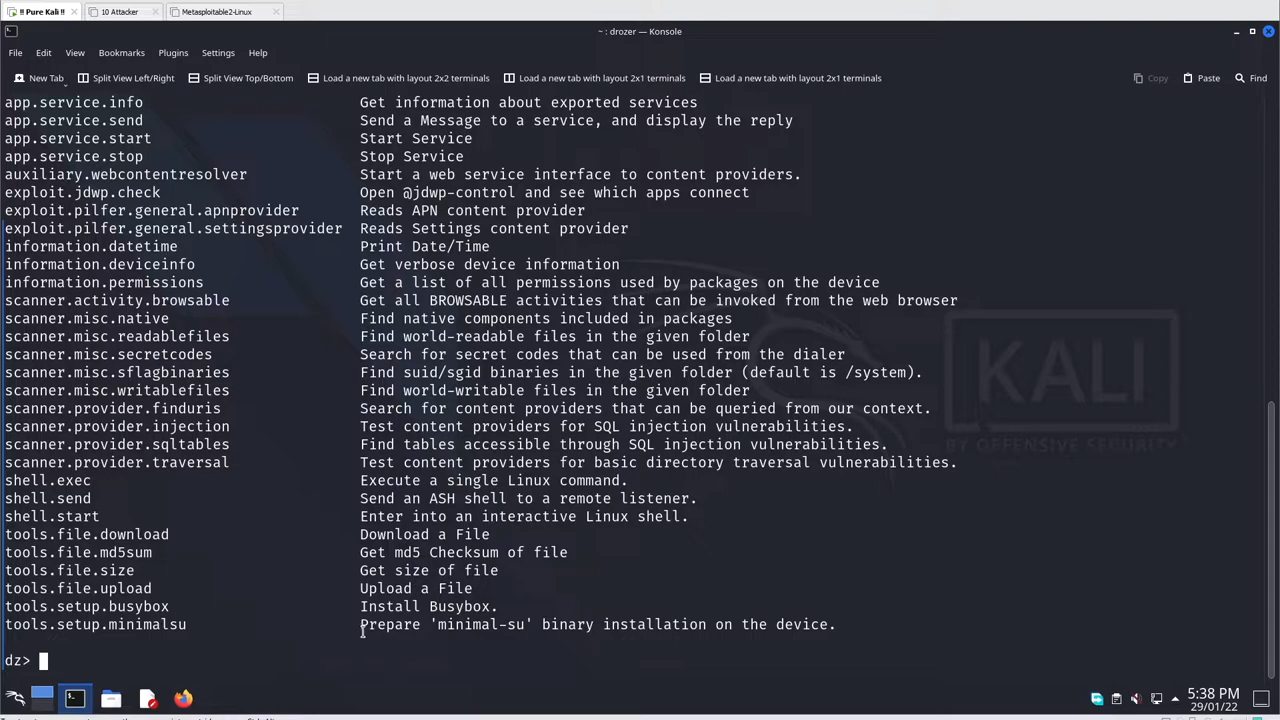 !! Pure Kali !! × 10 Attacker × Metasploitable2-Linux ×
~ : drozer — Konsole
File Edit View Bookmarks Plugins Settings Help
New Tab Split View Left/Right Split View Top/Bottom Load a new tab with layout 2x2 terminals Load a new tab with layout 2x1 terminals Load a new tab with layout 2x1 terminals Copy Paste Find
app.service.info Get information about exported services
app.service.send Send a Message to a service, and display the reply
app.service.start Start Service
app.service.stop Stop Service
auxiliary.webcontentresolver Start a web service interface to content providers.
exploit.jdwp.check Open @jdwp-control and see which apps connect
exploit.pilfer.general.apnprovider Reads APN content provider
exploit.pilfer.general.settingsprovider Reads Settings content provider
information.datetime Print Date/Time
information.deviceinfo Get verbose device information
information.permissions Get a list of all permissions used by packages on the device
scanner.activity.browsable Get all BROWSABLE activities that can be invoked from the web browser
scanner.misc.native Find native components included in packages
scanner.misc.readablefiles Find world-readable files in the given folder
scanner.misc.secretcodes Search for secret codes that can be used from the dialer
scanner.misc.sflagbinaries Find suid/sgid binaries in the given folder (default is /system).
scanner.misc.writablefiles Find world-writable files in the given folder
scanner.provider.finduris Search for content providers that can be queried from our context.
scanner.provider.injection Test content providers for SQL injection vulnerabilities.
scanner.provider.sqltables Find tables accessible through SQL injection vulnerabilities.
scanner.provider.traversal Test content providers for basic directory traversal vulnerabilities.
shell.exec Execute a single Linux command.
shell.send Send an ASH shell to a remote listener.
shell.start Enter into an interactive Linux shell.
tools.file.download Download a File
tools.file.md5sum Get md5 Checksum of file
tools.file.size Get size of file
tools.file.upload Upload a File
tools.setup.busybox Install Busybox.
tools.setup.minimalsu Prepare 'minimal-su' binary installation on the device.
dz>
KALI
BY OFFENSIVE SECURITY
5:38 PM
29/01/22